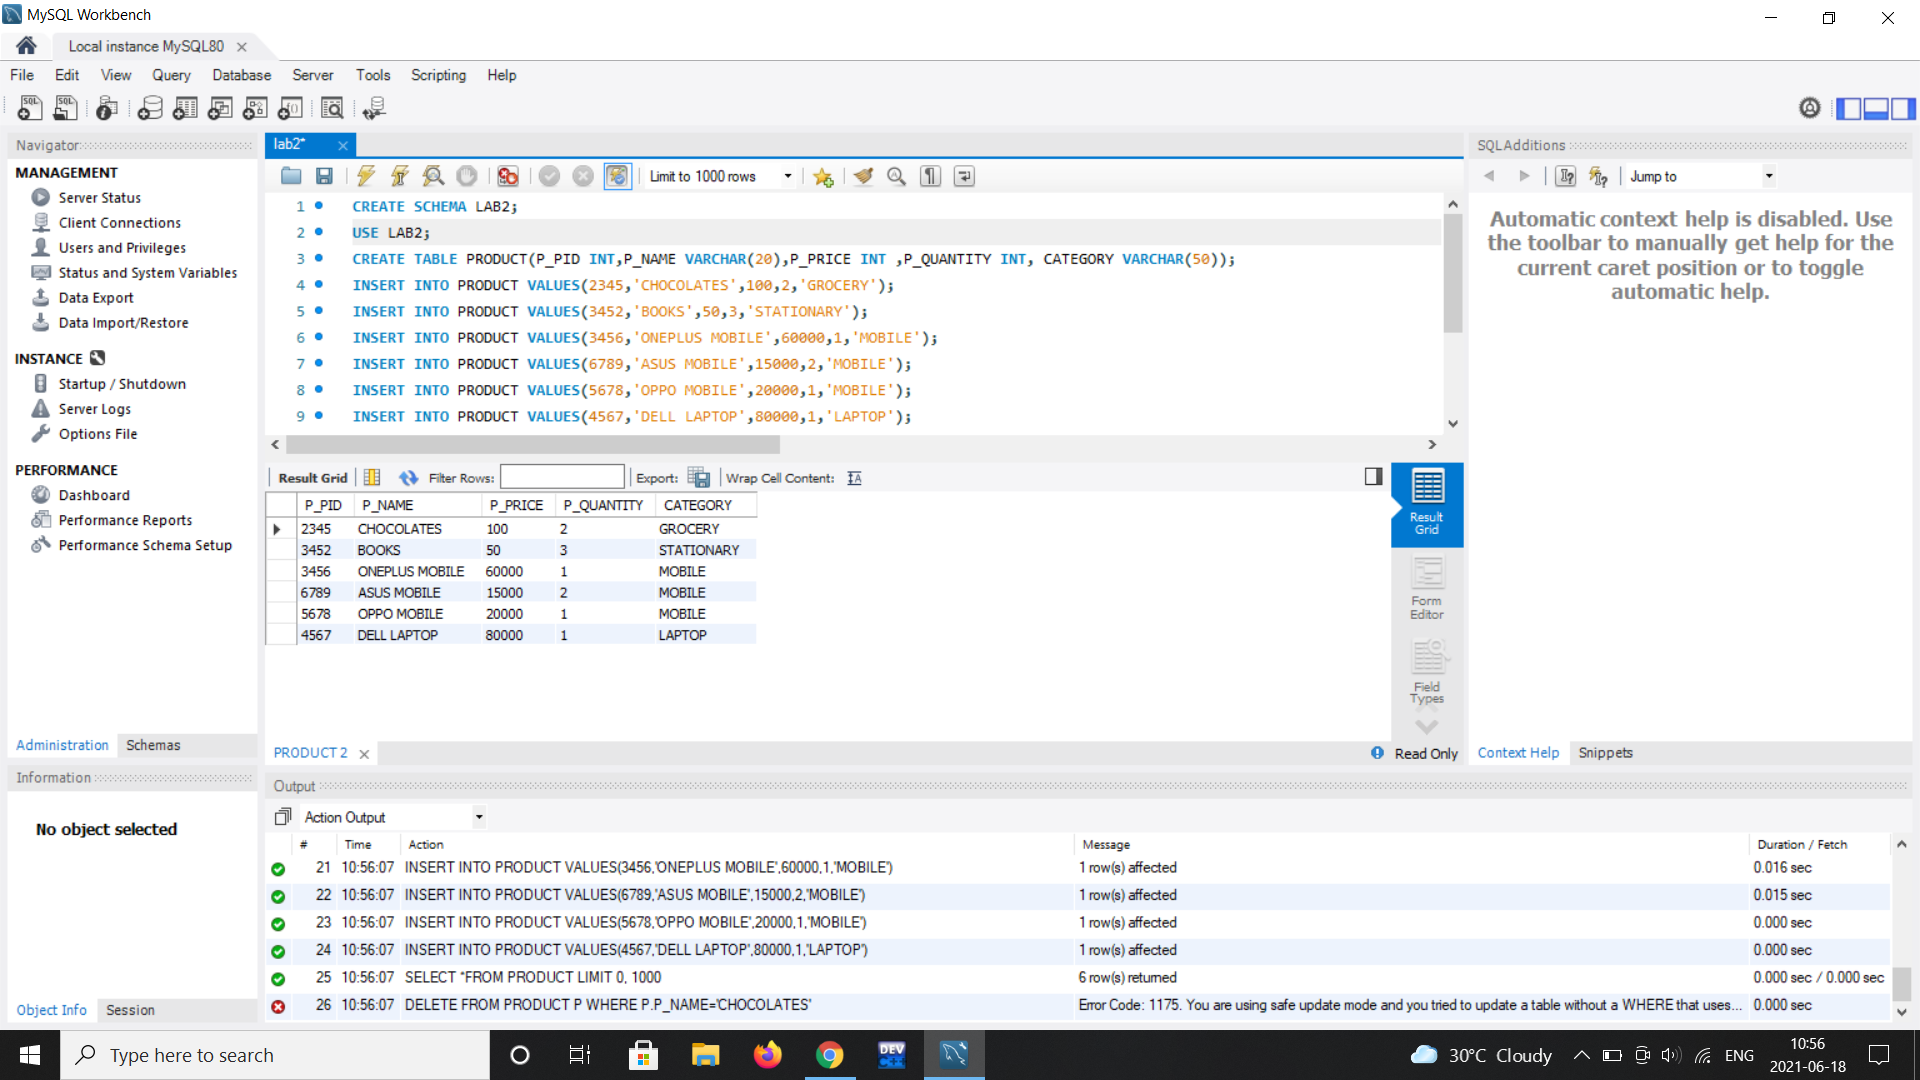 MySQL Workbench
Local instance MySQL80
File Edit View Query Database Server Tools Scripting Help
Navigator
MANAGEMENT
Server Status
Client Connections
Users and Privileges
Status and System Variables
Data Export
Data Import/Restore
INSTANCE
Startup / Shutdown
Server Logs
Options File
PERFORMANCE
Dashboard
Performance Reports
Performance Schema Setup
Administration Schemas
Information
No object selected
Object Info Session
lab2*
Limit to 1000 rows
1 CREATE SCHEMA LAB2;
2 USE LAB2;
3 CREATE TABLE PRODUCT(P_PID INT,P_NAME VARCHAR(20),P_PRICE INT ,P_QUANTITY INT, CATEGORY VARCHAR(50));
4 INSERT INTO PRODUCT VALUES(2345,'CHOCOLATES',100,2,'GROCERY');
5 INSERT INTO PRODUCT VALUES(3452,'BOOKS',50,3,'STATIONARY');
6 INSERT INTO PRODUCT VALUES(3456,'ONEPLUS MOBILE',60000,1,'MOBILE');
7 INSERT INTO PRODUCT VALUES(6789,'ASUS MOBILE',15000,2,'MOBILE');
8 INSERT INTO PRODUCT VALUES(5678,'OPPO MOBILE',20000,1,'MOBILE');
9 INSERT INTO PRODUCT VALUES(4567,'DELL LAPTOP',80000,1,'LAPTOP');
Result Grid Filter Rows: Export: Wrap Cell Content:
P_PID P_NAME P_PRICE P_QUANTITY CATEGORY
2345 CHOCOLATES 100 2 GROCERY
3452 BOOKS 50 3 STATIONARY
3456 ONEPLUS MOBILE 60000 1 MOBILE
6789 ASUS MOBILE 15000 2 MOBILE
5678 OPPO MOBILE 20000 1 MOBILE
4567 DELL LAPTOP 80000 1 LAPTOP
Result
Grid
Form
Editor
Field
Types
PRODUCT 2
Read Only
SQLAdditions
Jump to
Automatic context help is disabled. Use
the toolbar to manually get help for the
current caret position or to toggle
automatic help.
Context Help Snippets
Output
Action Output
# Time Action Message Duration / Fetch
21 10:56:07 INSERT INTO PRODUCT VALUES(3456,'ONEPLUS MOBILE',60000,1,'MOBILE') 1 row(s) affected 0.016 sec
22 10:56:07 INSERT INTO PRODUCT VALUES(6789,'ASUS MOBILE',15000,2,'MOBILE') 1 row(s) affected 0.015 sec
23 10:56:07 INSERT INTO PRODUCT VALUES(5678,'OPPO MOBILE',20000,1,'MOBILE') 1 row(s) affected 0.000 sec
24 10:56:07 INSERT INTO PRODUCT VALUES(4567,'DELL LAPTOP',80000,1,'LAPTOP') 1 row(s) affected 0.000 sec
25 10:56:07 SELECT *FROM PRODUCT LIMIT 0, 1000 6 row(s) returned 0.000 sec / 0.000 sec
26 10:56:07 DELETE FROM PRODUCT P WHERE P.P_NAME='CHOCOLATES' Error Code: 1175. You are using safe update mode and you tried to update a table without a WHERE that uses... 0.000 sec
Type here to search
DEV
C++
30°C Cloudy
ENG
10:56
2021-06-18